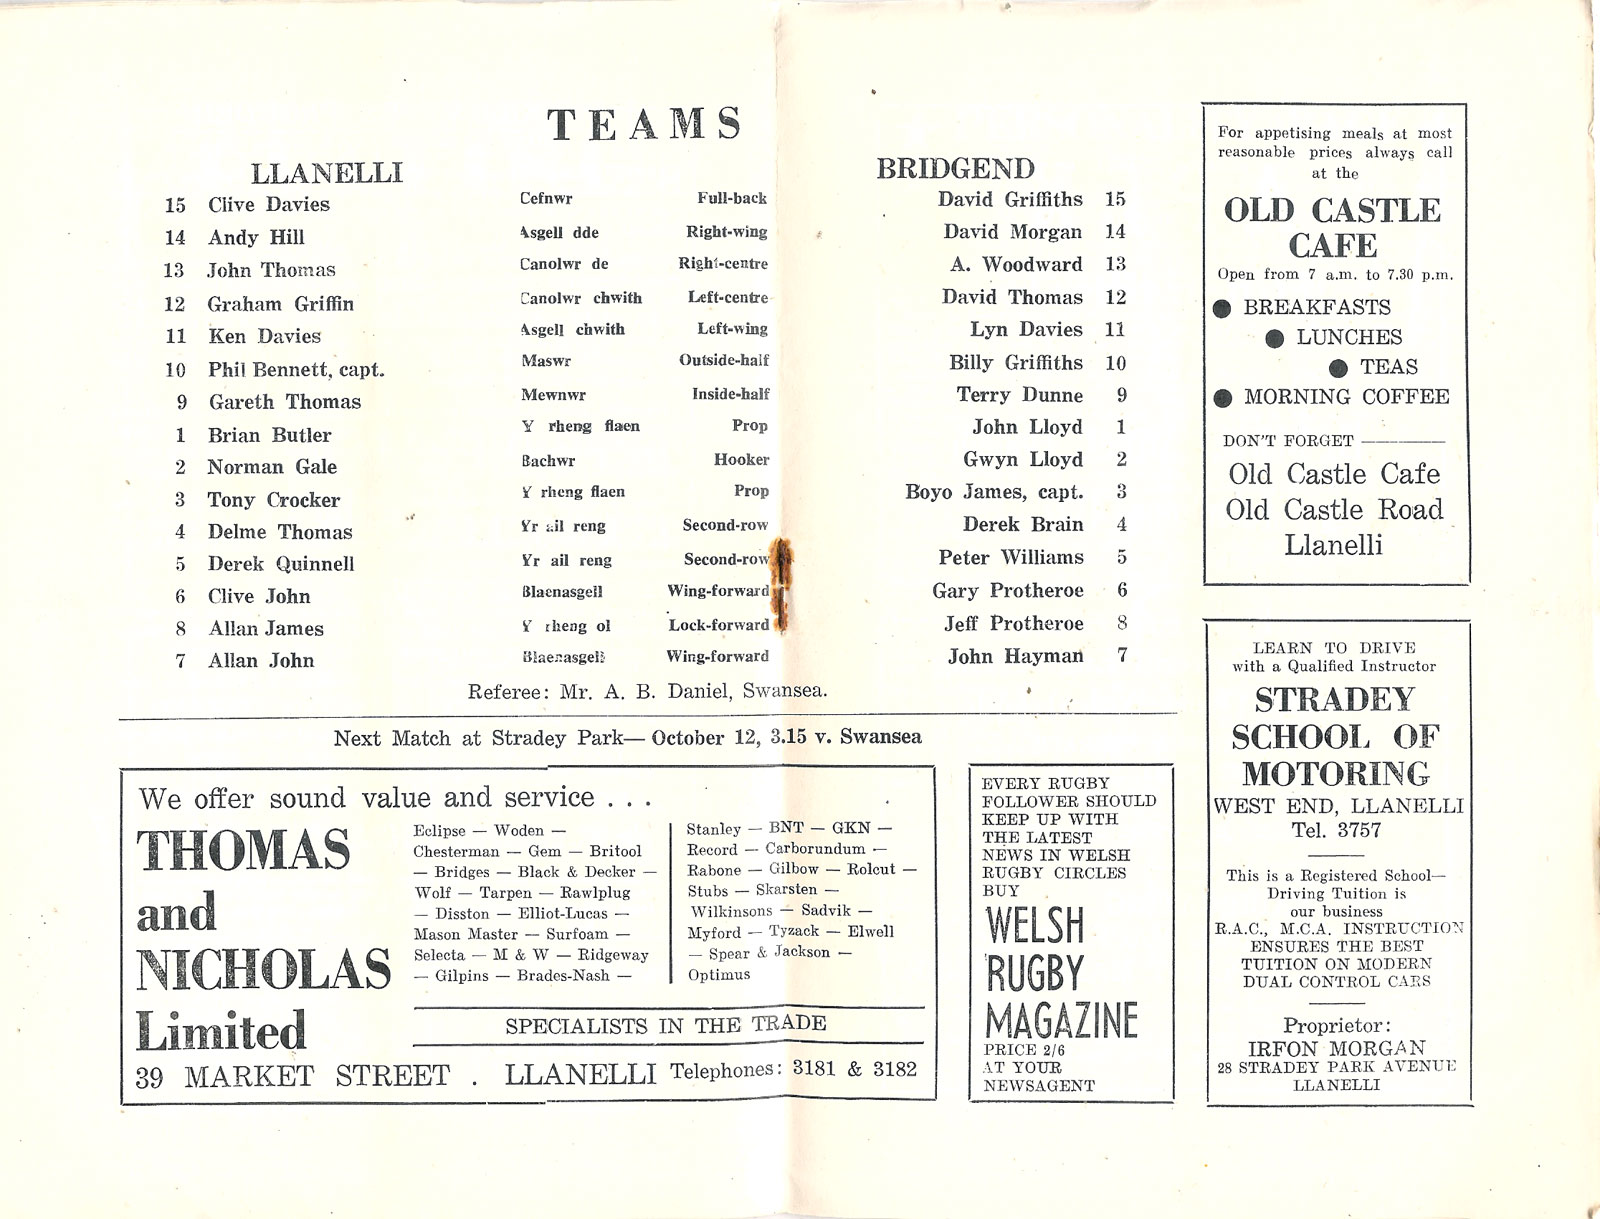 TEAMS
LLANELLI BRIDGEND
15 Clive Davies Cefnwr Full-back David Griffiths 15
14 Andy Hill Asgell dde Right-wing David Morgan 14
13 John Thomas Canolwr de Right-centre A. Woodward 13
12 Graham Griffin Canolwr chwith Left-centre David Thomas 12
11 Ken Davies Asgell chwith Left-wing Lyn Davies 11
10 Phil Bennett, capt. Maswr Outside-half Billy Griffiths 10
9 Gareth Thomas Mewnwr Inside-half Terry Dunne 9
1 Brian Butler Y rheng flaen Prop John Lloyd 1
2 Norman Gale Bachwr Hooker Gwyn Lloyd 2
3 Tony Crocker Y rheng flaen Prop Boyo James, capt. 3
4 Delme Thomas Yr ail reng Second-row Derek Brain 4
5 Derek Quinnell Yr ail reng Second-row Peter Williams 5
6 Clive John Blaenasgell Wing-forward Gary Protheroe 6
8 Allan James Y rheng ol Lock-forward Jeff Protheroe 8
7 Allan John Blaenasgell Wing-forward John Hayman 7
Referee: Mr. A. B. Daniel, Swansea.
Next Match at Stradey Park— October 12, 3.15 v. Swansea
We offer sound value and service . . .
THOMAS
and
NICHOLAS
Limited
Eclipse — Woden —
Chesterman — Gem — Britool
— Bridges — Black & Decker —
Wolf — Tarpen — Rawlplug
— Disston — Elliot-Lucas —
Mason Master — Surfoam —
Selecta — M & W — Ridgeway
— Gilpins — Brades-Nash —
Stanley — BNT — GKN —
Record — Carborundum —
Rabone — Gilbow — Rolcut —
Stubs — Skarsten —
Wilkinsons — Sadvik —
Myford — Tyzack — Elwell
— Spear & Jackson —
Optimus
SPECIALISTS IN THE TRADE
39 MARKET STREET . LLANELLI Telephones: 3181 & 3182
EVERY RUGBY
FOLLOWER SHOULD
KEEP UP WITH
THE LATEST
NEWS IN WELSH
RUGBY CIRCLES
BUY
WELSH
RUGBY
MAGAZINE
PRICE 2/6
AT YOUR
NEWSAGENT
For appetising meals at most
reasonable prices always call
at the
OLD CASTLE
CAFE
Open from 7 a.m. to 7.30 p.m.
● BREAKFASTS
● LUNCHES
● TEAS
● MORNING COFFEE
DON'T FORGET ———
Old Castle Cafe
Old Castle Road
Llanelli
LEARN TO DRIVE
with a Qualified Instructor
STRADEY
SCHOOL OF
MOTORING
WEST END, LLANELLI
Tel. 3757
This is a Registered School—
Driving Tuition is
our business
R.A.C., M.C.A. INSTRUCTION
ENSURES THE BEST
TUITION ON MODERN
DUAL CONTROL CARS
Proprietor:
IRFON MORGAN
28 STRADEY PARK AVENUE
LLANELLI